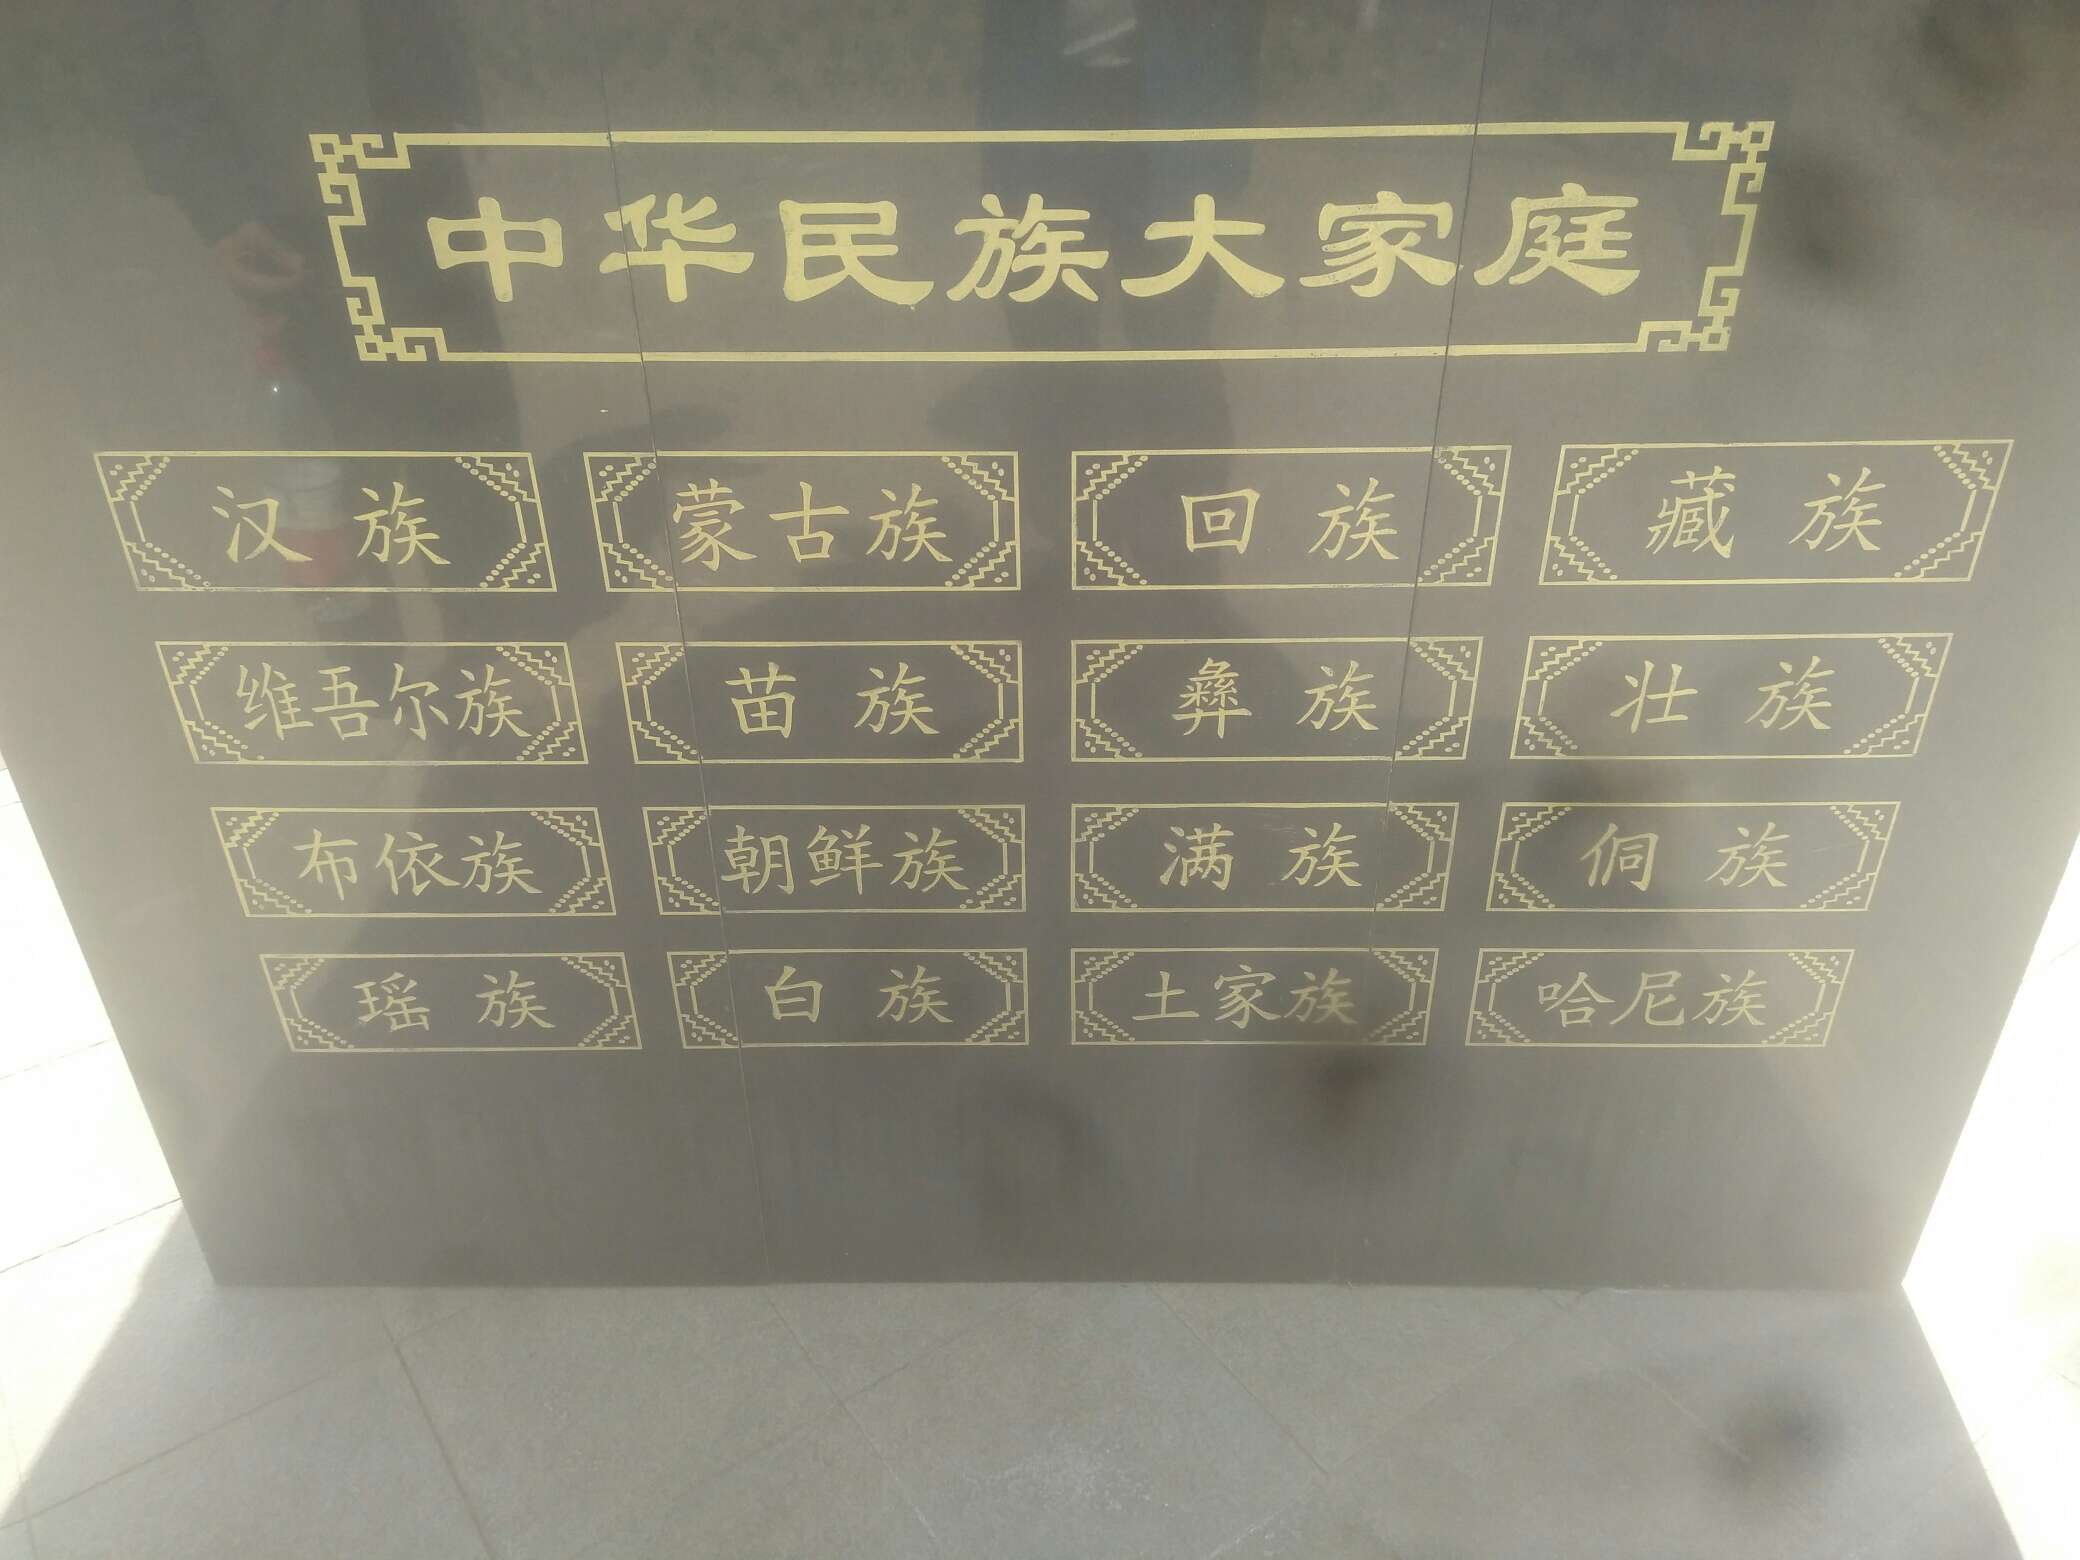 中华民族大家庭
汉族 蒙古族 回族 藏族
维吾尔族 苗族 彝族 壮族
布依族 朝鲜族 满族 侗族
瑶族 白族 土家族 哈尼族